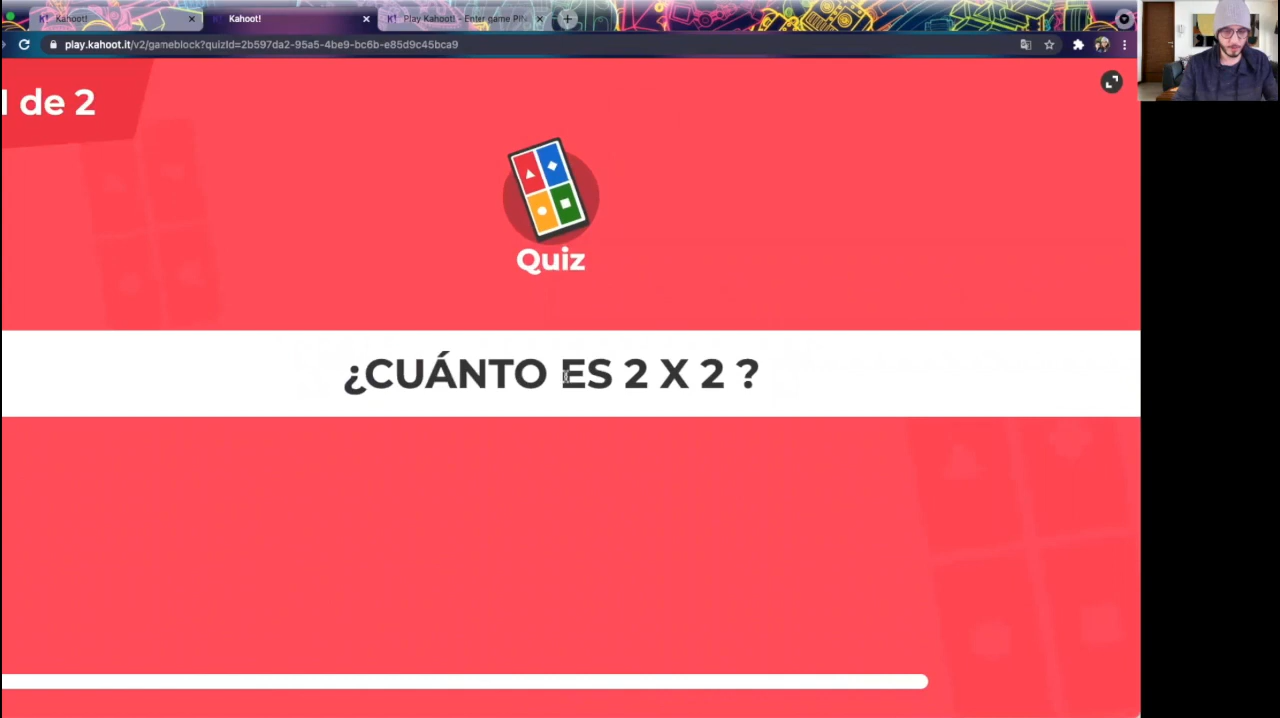 Kahoot!
Kahoot!
Play Kahoot! - Enter game PIN
play.kahoot.it/v2/gameblock?quizId=2b597da2-95a5-4be9-bc6b-e85d9c45bca9
1 de 2
Quiz
¿CUÁNTO ES 2 X 2 ?